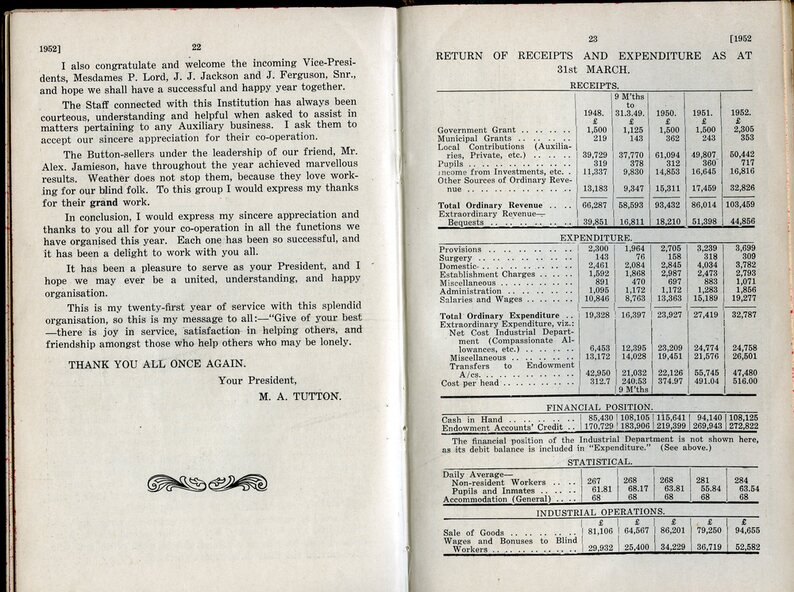 1952] 22
I also congratulate and welcome the incoming Vice-Presi-
dents, Mesdames P. Lord, J. J. Jackson and J. Ferguson, Snr.,
and hope we shall have a successful and happy year together.
The Staff connected with this Institution has always been
courteous, understanding and helpful when asked to assist in
matters pertaining to any Auxiliary business. I ask them to
accept our sincere appreciation for their co-operation.
The Button-sellers under the leadership of our friend, Mr.
Alex. Jamieson, have throughout the year achieved marvellous
results. Weather does not stop them, because they love work-
ing for our blind folk. To this group I would express my thanks
for their grand work.
In conclusion, I would express my sincere appreciation and
thanks to you all for your co-operation in all the functions we
have organised this year. Each one has been so successful, and
it has been a delight to work with you all.
It has been a pleasure to serve as your President, and I
hope we may ever be a united, understanding, and happy
organisation.
This is my twenty-first year of service with this splendid
organisation, so this my message to all:—"Give of your best
—there is joy in service, satisfaction in helping others, and
friendship amongst those who help others who may be lonely.
THANK YOU ALL ONCE AGAIN.
Your President,
M. A. TUTTON.
23 [1952
RETURN OF RECEIPTS AND EXPENDITURE AS AT
31st MARCH.
RECEIPTS.
9 M'ths
to
1948. 31.3.49. 1950. 1951. 1952.
£ £ £ £ £
Government Grant . . . . . . 1,500 1,125 1,500 1,500 2,305
Municipal Grants . . . . . . 219 143 362 243 353
Local Contributions (Auxilia-
ries, Private, etc.) . . . . . . 39,729 37,770 61,094 49,807 50,442
Pupils . . . . . . . . . . 319 378 312 360 717
Income from Investments, etc. . 11,337 9,830 14,853 16,645 16,816
Other Sources of Ordinary Reve-
nue . . . . . . . . . . 13,183 9,347 15,311 17,459 32,826
Total Ordinary Revenue . . . . 66,287 58,593 93,432 86,014 103,459
Extraordinary Revenue—
Bequests . . . . . . . . 39,851 16,811 18,210 51,398 44,856
EXPENDITURE.
Provisions . . . . . . . . 2,300 1,964 2,705 3,239 3,699
Surgery . . . . . . . . 143 76 158 318 309
Domestic . . . . . . . . 2,461 2,084 2,845 4,034 3,782
Establishment Charges . . . . 1,592 1,868 2,987 2,473 2,793
Miscellaneous . . . . . . 891 470 697 883 1,071
Administration . . . . . . 1,095 1,172 1,172 1,283 1,856
Salaries and Wages . . . . . . 10,846 8,763 13,363 15,189 19,277
Total Ordinary Expenditure . . 19,328 16,397 23,927 27,419 32,787
Extraordinary Expenditure, viz.:
Net Cost Industrial Depart-
ment (Compassionate Al-
lowances, etc.) . . . . . . 6,453 12,395 23,209 24,774 24,758
Miscellaneous . . . . . . 13,172 14,028 19,451 21,576 26,501
Transfers to Endowment
A/cs. . . . . . . . . . 42,950 21,032 22,126 55,745 47,480
Cost per head . . . . . . 312.7 240.53 374.97 491.04 516.00
9 M'ths
FINANCIAL POSITION.
Cash in Hand . . . . . . 85,430 108,105 115,641 94,140 108,125
Endowment Accounts' Credit . . 170,729 183,906 219,399 269,943 272,822
The financial position of the Industrial Department is not shown here,
as its debit balance is included in "Expenditure." (See above.)
STATISTICAL.
Daily Average—
Non-resident Workers . . . . 267 268 268 281 284
Pupils and Inmates . . . . . 61.81 68.17 63.81 55.84 63.54
Accommodation (General) . . . . 68 68 68 68 68
INDUSTRIAL OPERATIONS.
£ £ £ £ £
Sale of Goods . . . . . . 81,106 64,567 86,201 79,250 94,655
Wages and Bonuses to Blind
Workers . . . . . . . . 29,932 25,400 34,229 36,719 52,582